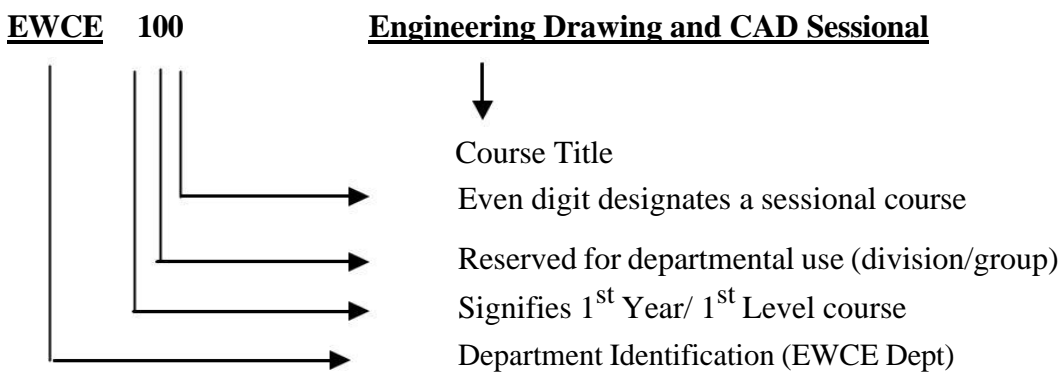 EWCE 100 Engineering Drawing and CAD Sessional
Course Title
Even digit designates a sessional course
Reserved for departmental use (division/group)
Signifies 1st Year/ 1st Level course
Department Identification (EWCE Dept)